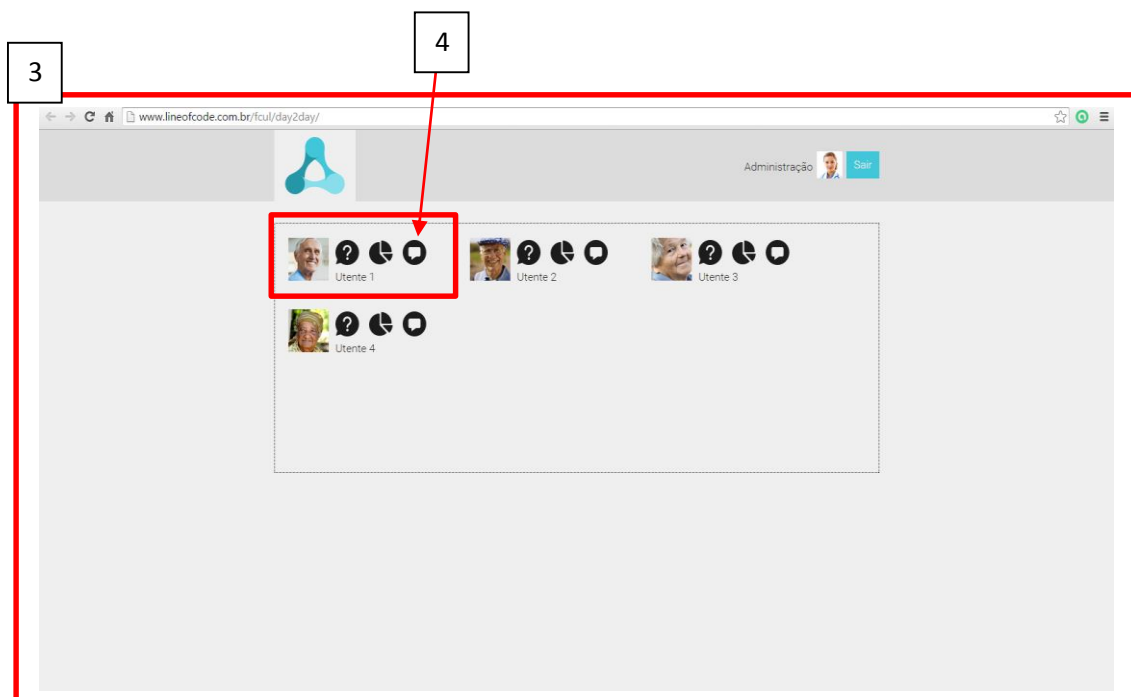 4
3
www.lineofcode.com.br/fcul/day2day/
Administração Sair
Utente 1 Utente 2 Utente 3
Utente 4